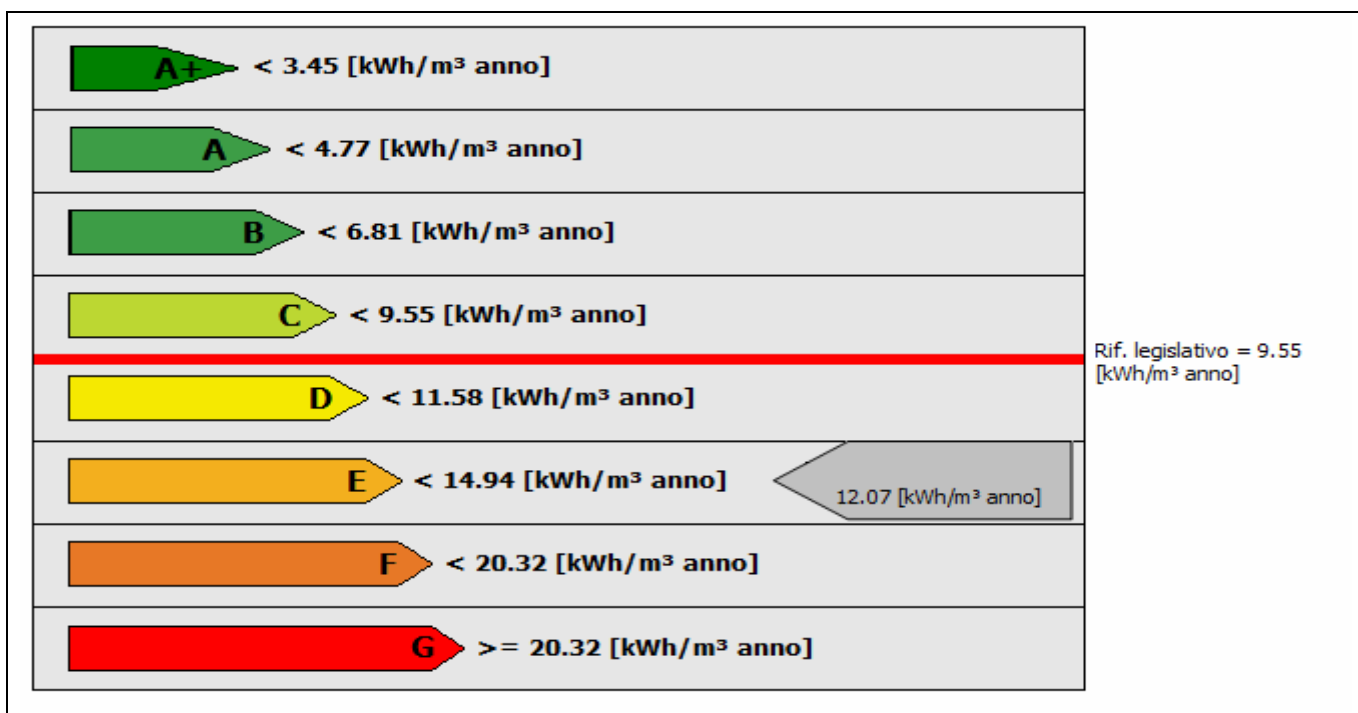 A+ < 3.45 [kWh/m³ anno]
A < 4.77 [kWh/m³ anno]
B < 6.81 [kWh/m³ anno]
C < 9.55 [kWh/m³ anno]
Rif. legislativo = 9.55
[kWh/m³ anno]
D < 11.58 [kWh/m³ anno]
E < 14.94 [kWh/m³ anno]
12.07 [kWh/m³ anno]
F < 20.32 [kWh/m³ anno]
G >= 20.32 [kWh/m³ anno]